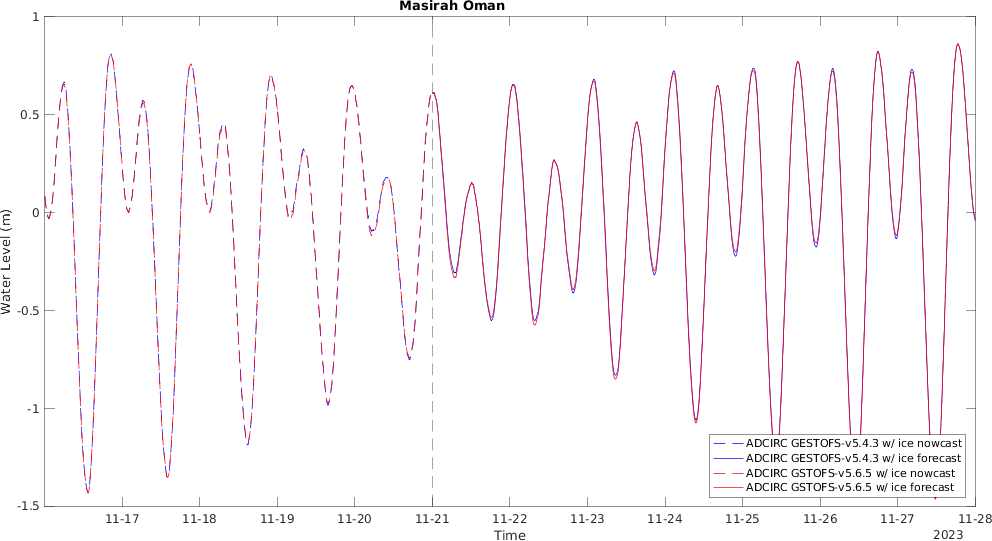 Masirah Oman
1
0.5
0
-0.5
-1
-1.5
Water Level (m)
ADCIRC GESTOFS-v5.4.3 w/ ice nowcast
ADCIRC GESTOFS-v5.4.3 w/ ice forecast
ADCIRC GSTOFS-v5.6.5 w/ ice nowcast
ADCIRC GSTOFS-v5.6.5 w/ ice forecast
11-17 11-18 11-19 11-20 11-21 11-22 11-23 11-24 11-25 11-26 11-27 11-28
Time
2023